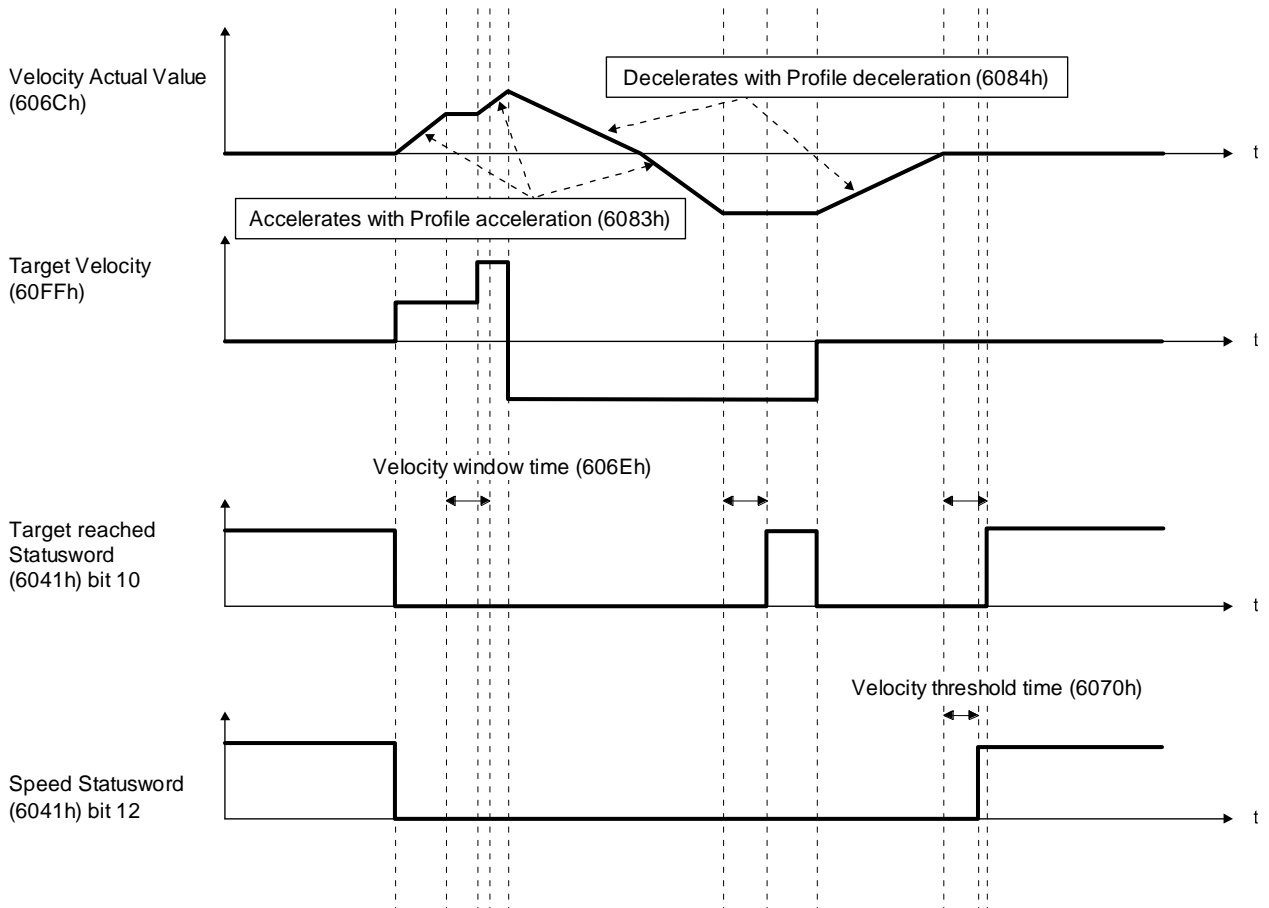 Velocity Actual Value
(606Ch)
Decelerates with Profile deceleration (6084h)
t
Accelerates with Profile acceleration (6083h)
Target Velocity
(60FFh)
t
Velocity window time (606Eh)
Target reached
Statusword
(6041h) bit 10
t
Velocity threshold time (6070h)
Speed Statusword
(6041h) bit 12
t